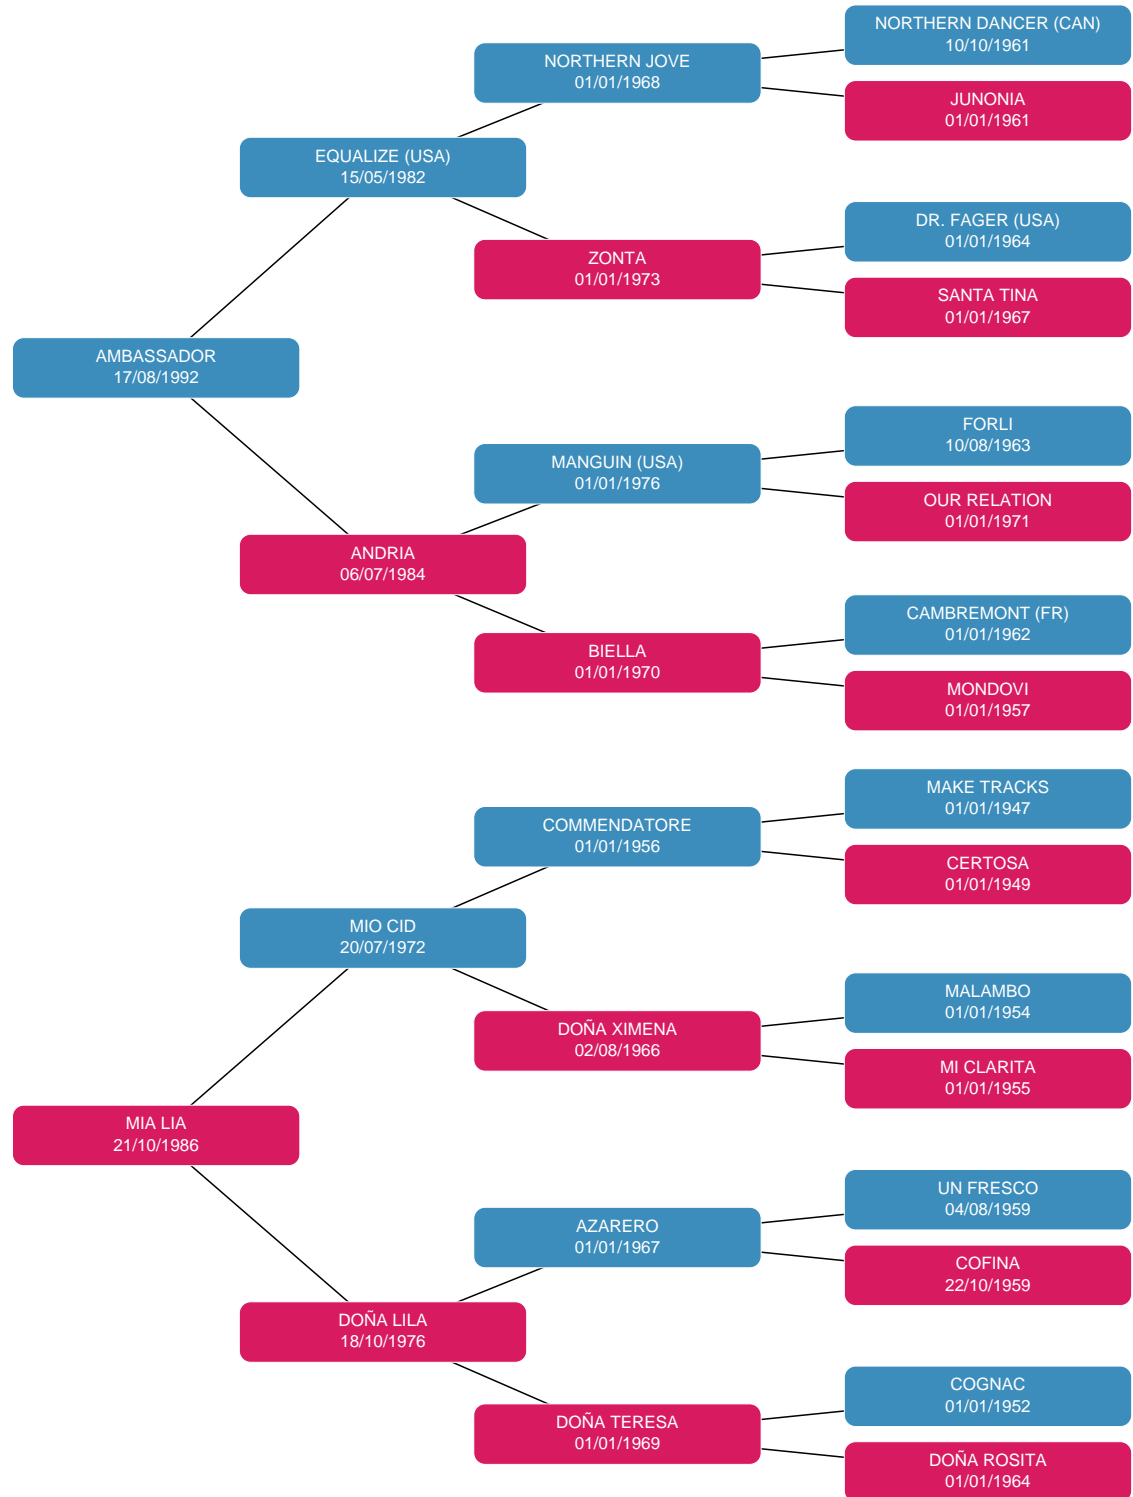 NORTHERN DANCER (CAN)
10/10/1961
NORTHERN JOVE
01/01/1968
JUNONIA
01/01/1961
EQUALIZE (USA)
15/05/1982
DR. FAGER (USA)
01/01/1964
ZONTA
01/01/1973
SANTA TINA
01/01/1967
AMBASSADOR
17/08/1992
FORLI
10/08/1963
MANGUIN (USA)
01/01/1976
OUR RELATION
01/01/1971
ANDRIA
06/07/1984
CAMBREMONT (FR)
01/01/1962
BIELLA
01/01/1970
MONDOVI
01/01/1957
MAKE TRACKS
01/01/1947
COMMENDATORE
01/01/1956
CERTOSA
01/01/1949
MIO CID
20/07/1972
MALAMBO
01/01/1954
DOÑA XIMENA
02/08/1966
MI CLARITA
01/01/1955
MIA LIA
21/10/1986
UN FRESCO
04/08/1959
AZARERO
01/01/1967
COFINA
22/10/1959
DOÑA LILA
18/10/1976
COGNAC
01/01/1952
DOÑA TERESA
01/01/1969
DOÑA ROSITA
01/01/1964